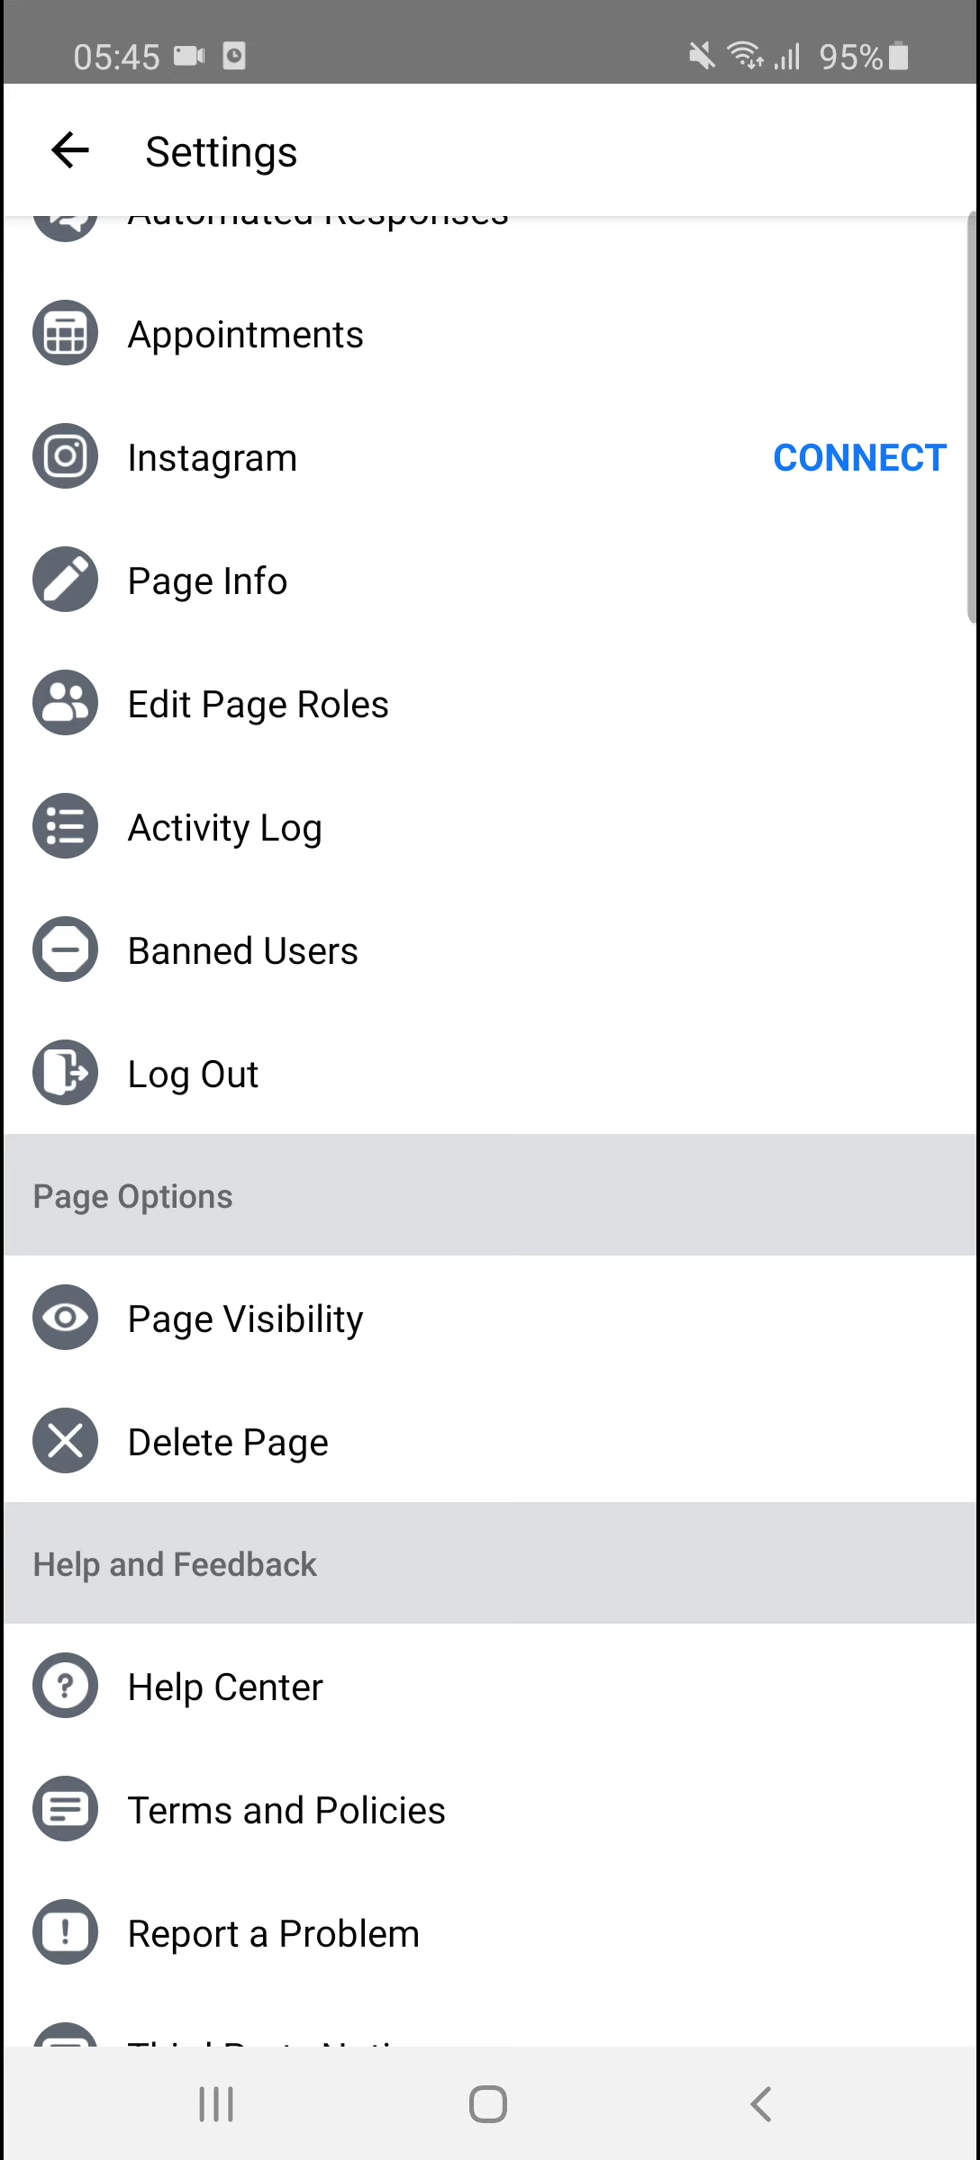 05:45
95%
Settings
Automated Responses
Appointments
Instagram
CONNECT
Page Info
Edit Page Roles
Activity Log
Banned Users
Log Out
Page Options
Page Visibility
Delete Page
Help and Feedback
Help Center
Terms and Policies
Report a Problem